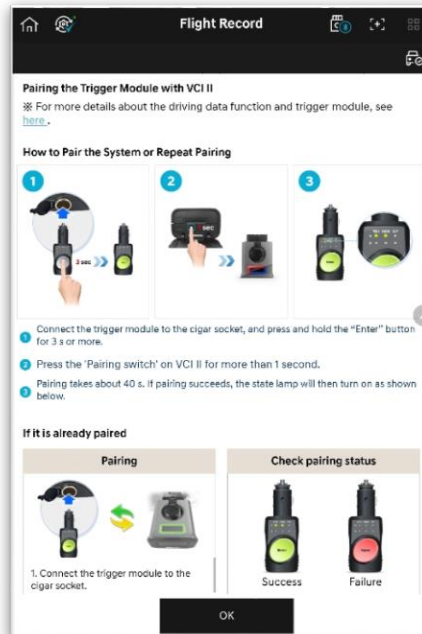 Flight Record
Pairing the Trigger Module with VCI II
※ For more details about the driving data function and trigger module, see
here .
How to Pair the System or Repeat Pairing
1
2
3
3 sec
1 sec
1 Connect the trigger module to the cigar socket, and press and hold the "Enter" button
for 3 s or more.
2 Press the 'Pairing switch' on VCI II for more than 1 second.
3 Pairing takes about 40 s. If pairing succeeds, the state lamp will then turn on as shown
below.
If it is already paired
Pairing
Check pairing status
1. Connect the trigger module to the
cigar socket.
Success
Failure
OK